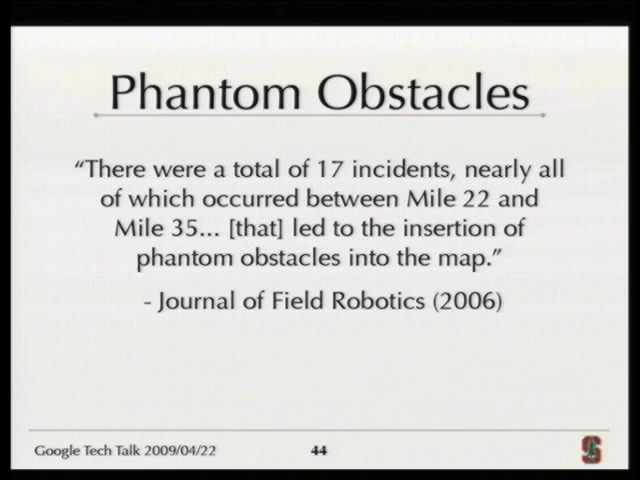 Phantom Obstacles
“There were a total of 17 incidents, nearly all
of which occurred between Mile 22 and
Mile 35... [that] led to the insertion of
phantom obstacles into the map.”
- Journal of Field Robotics (2006)
Google Tech Talk 2009/04/22
44
S